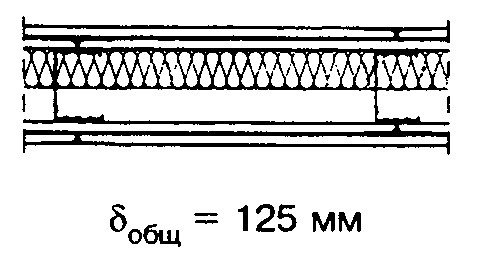 δобщ = 125 мм